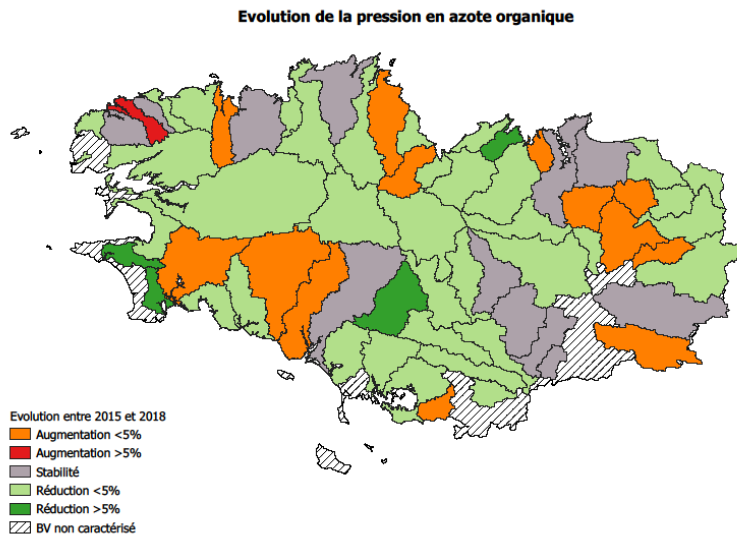 Evolution de la pression en azote organique
Evolution entre 2015 et 2018
Augmentation <5%
Augmentation >5%
Stabilité
Réduction <5%
Réduction >5%
BV non caractérisé